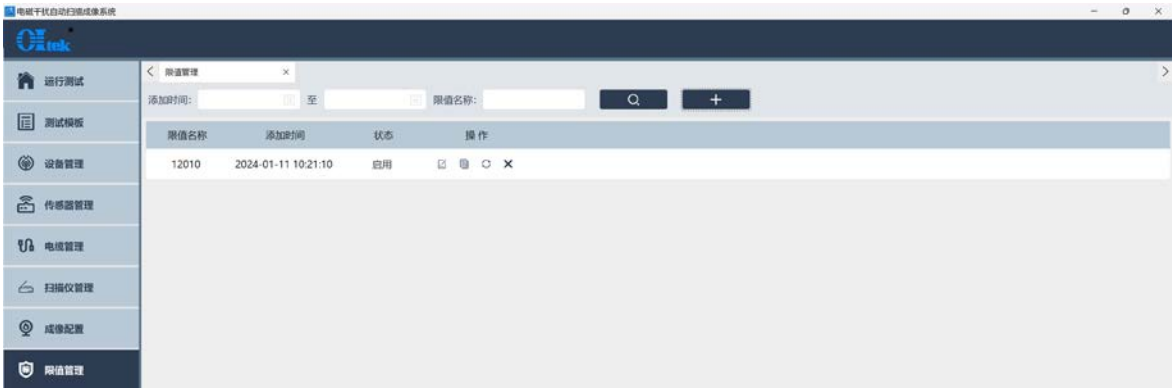 电磁干扰自动扫描成像系统
OItek
运行测试
测试模板
设备管理
传感器管理
电缆管理
扫描仪管理
成像配置
限值管理
限值管理
添加时间: 至 限值名称:
限值名称 添加时间 状态 操作
12010 2024-01-11 10:21:10 启用